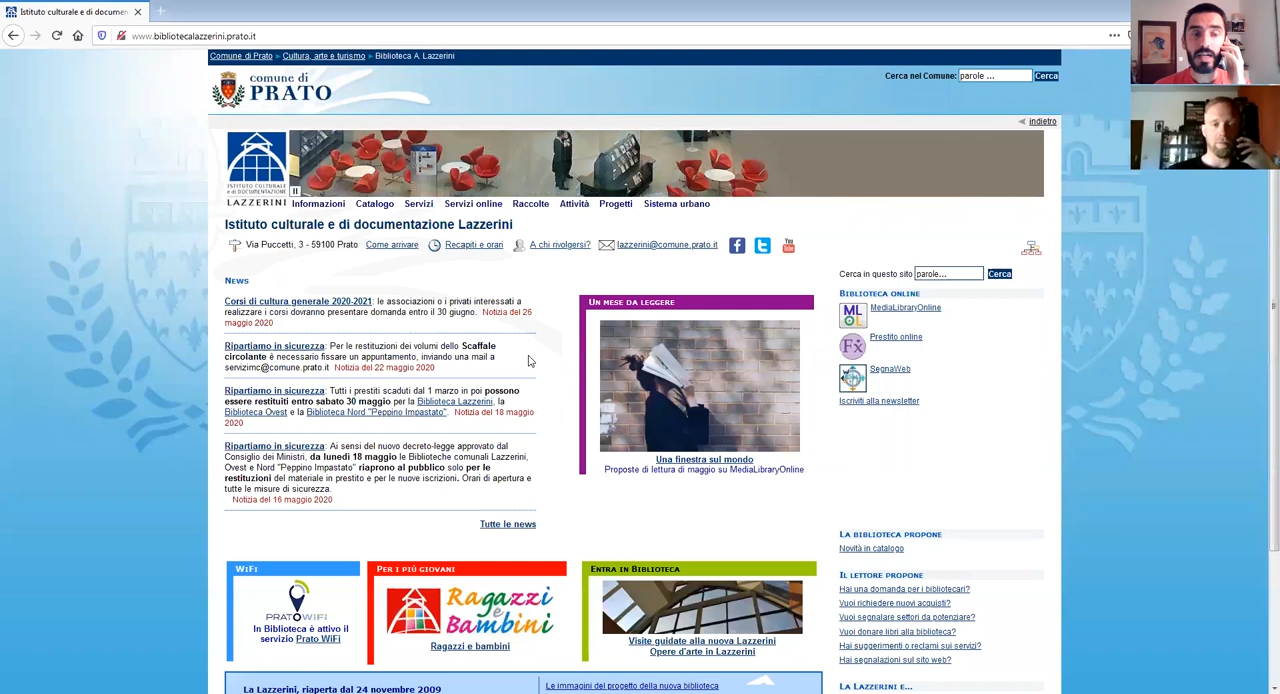 Istituto culturale e di documen
www.bibliotecalazzerini.prato.it
Comune di Prato > Cultura, arte e turismo > Biblioteca A. Lazzerini
comune di
PRATO
Cerca nel Comune: parole ... Cerca
indietro
ISTITUTO CULTURALE
e DI DOCUMENTAZIONE
LAZZERINI
Informazioni Catalogo Servizi Servizi online Raccolte Attività Progetti Sistema urbano
Istituto culturale e di documentazione Lazzerini
Via Puccetti, 3 - 59100 Prato Come arrivare Recapiti e orari A chi rivolgersi? lazzerini@comune.prato.it
You
Tube
Cerca in questo sito parole... Cerca
NEWS
Corsi di cultura generale 2020-2021: le associazioni o i privati interessati a
realizzare i corsi dovranno presentare domanda entro il 30 giugno. Notizia del 26
maggio 2020
Ripartiamo in sicurezza: Per le restituzioni dei volumi dello Scaffale
circolante è necessario fissare un appuntamento, inviando una mail a
servizimc@comune.prato.it Notizia del 22 maggio 2020
Ripartiamo in sicurezza: Tutti i prestiti scaduti dal 1 marzo in poi possono
essere restituiti entro sabato 30 maggio per la Biblioteca Lazzerini, la
Biblioteca Ovest e la Biblioteca Nord "Peppino Impastato". Notizia del 18 maggio
2020
Ripartiamo in sicurezza: Ai sensi del nuovo decreto-legge approvato dal
Consiglio dei Ministri, da lunedì 18 maggio le Biblioteche comunali Lazzerini,
Ovest e Nord "Peppino Impastato" riaprono al pubblico solo per le
restituzioni del materiale in prestito e per le nuove iscrizioni. Orari di apertura e
tutte le misure di sicurezza.
Notizia del 16 maggio 2020
Tutte le news
UN MESE DA LEGGERE
Una finestra sul mondo
Proposte di lettura di maggio su MediaLibraryOnline
BIBLIOTECA ONLINE
ML
OL
MediaLibraryOnline
Fx
Prestito online
SegnaWeb
Iscriviti alla newsletter
LA BIBLIOTECA PROPONE
Novità in catalogo
IL LETTORE PROPONE
Hai una domanda per i bibliotecari?
Vuoi richiedere nuovi acquisti?
Vuoi segnalare settori da potenziare?
Vuoi donare libri alla biblioteca?
Hai suggerimenti o reclami sui servizi?
Hai segnalazioni sul sito web?
LA LAZZERINI E...
WIFI
PRATOWIFI
In Biblioteca è attivo il
servizio Prato WiFi
PER I PIÙ GIOVANI
Ragazzi
e
Bambini
Ragazzi e bambini
ENTRA IN BIBLIOTECA
Visite guidate alla nuova Lazzerini
Opere d'arte in Lazzerini
La Lazzerini, riaperta dal 24 novembre 2009
Le immagini del progetto della nuova biblioteca